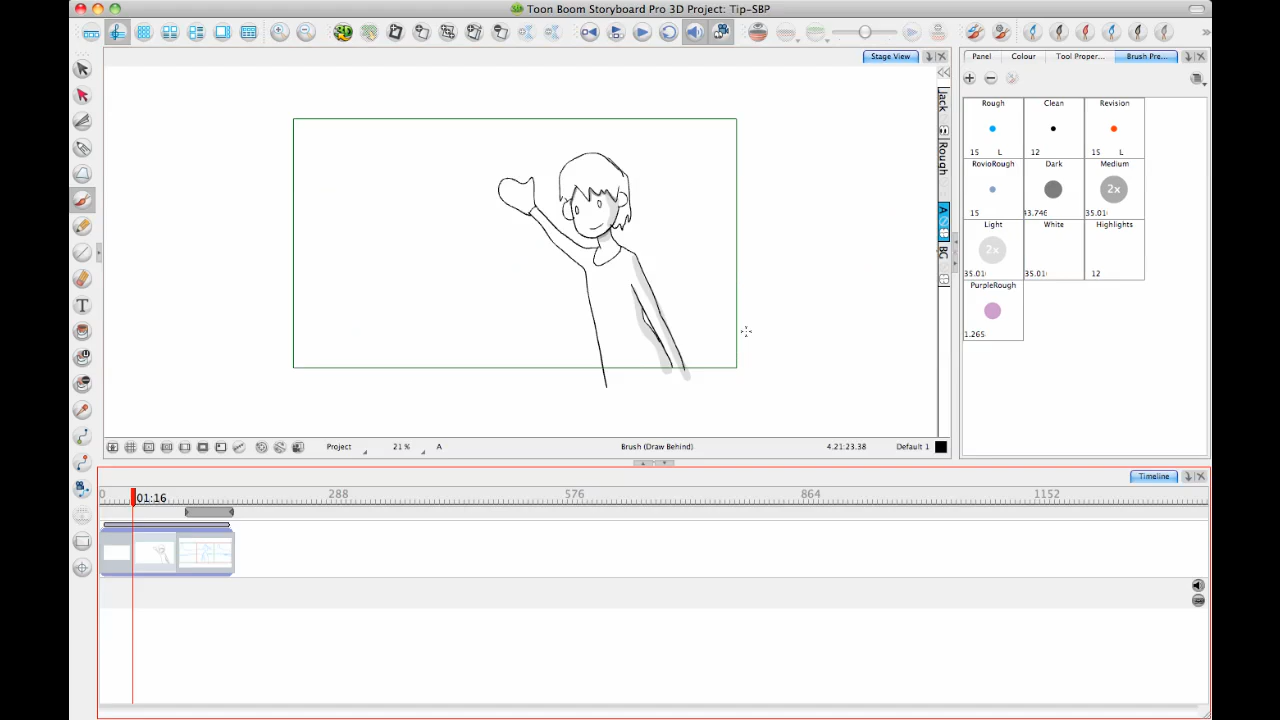 Toon Boom Storyboard Pro 3D Project: Tip-SBP
Stage View
Panel
Colour
Tool Proper...
Brush Pre...
Rough
Clean
Revision
15 L
12
15 L
RovioRough
Dark
Medium
15
43.746
2x
35.01
Light
White
Highlights
2x
35.01
35.01
12
PurpleRough
1.265
Jack
Rough
A
BG
T
Project
21 %
A
Brush (Draw Behind)
4.21:23.38
Default 1
Timeline
0
01:16
288
576
864
1152